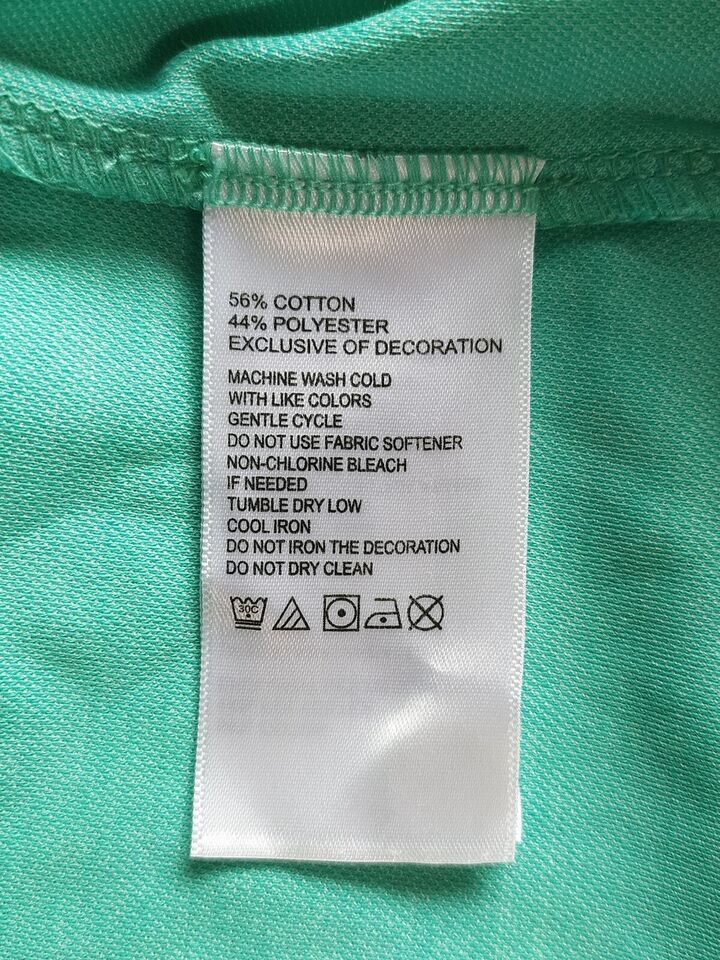 56% COTTON
44% POLYESTER
EXCLUSIVE OF DECORATION
MACHINE WASH COLD
WITH LIKE COLORS
GENTLE CYCLE
DO NOT USE FABRIC SOFTENER
NON-CHLORINE BLEACH
IF NEEDED
TUMBLE DRY LOW
COOL IRON
DO NOT IRON THE DECORATION
DO NOT DRY CLEAN
30C